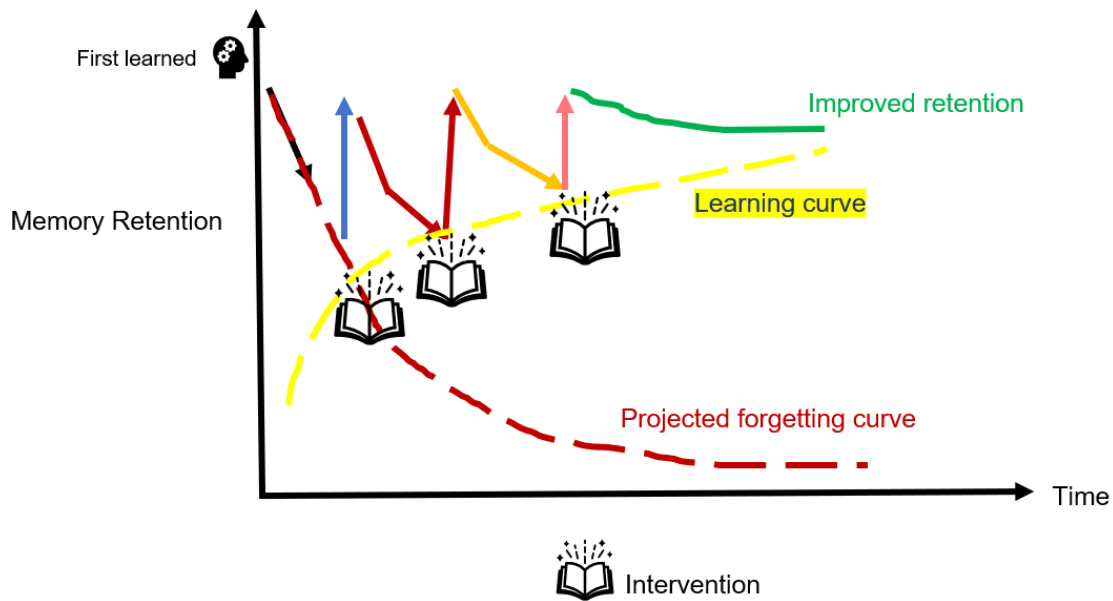 First learned
Improved retention
Learning curve
Memory Retention
Projected forgetting curve
Time
Intervention